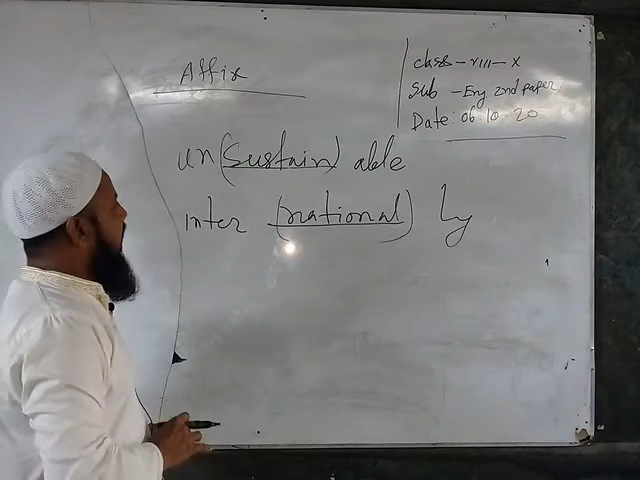 Affix
class-VIII-X
Sub -Eng 2nd paper
Date: 06.10.20
un(sustain) able
inter (national) ly